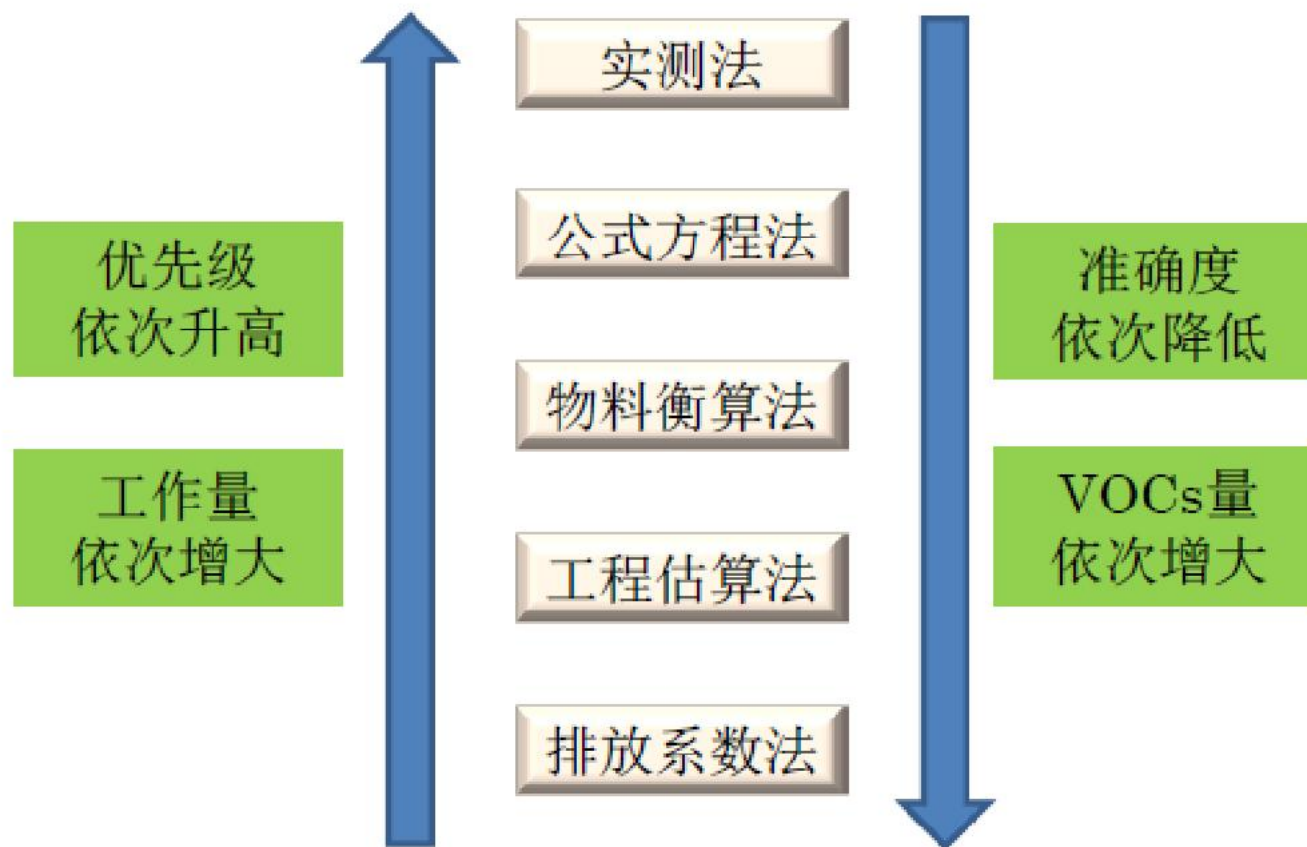 实测法
公式方程法
优先级
依次升高
准确度
依次降低
物料衡算法
工作量
依次增大
VOCs量
依次增大
工程估算法
排放系数法